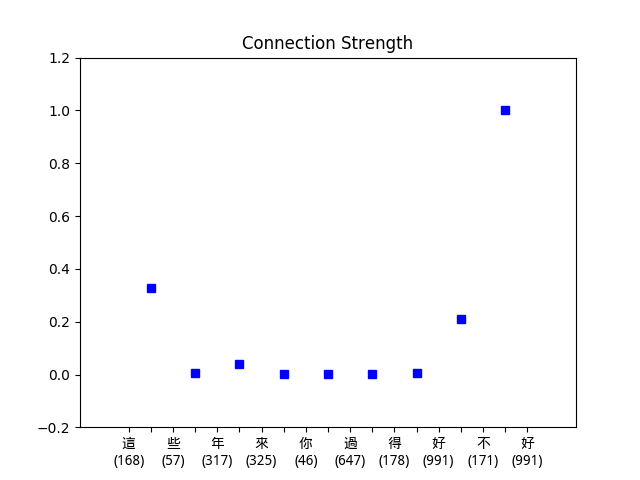 Connection Strength
1.2
1.0
0.8
0.6
0.4
0.2
0.0
−0.2
這 些 年 來 你 過 得 好 不 好
(168) (57) (317) (325) (46) (647) (178) (991) (171) (991)